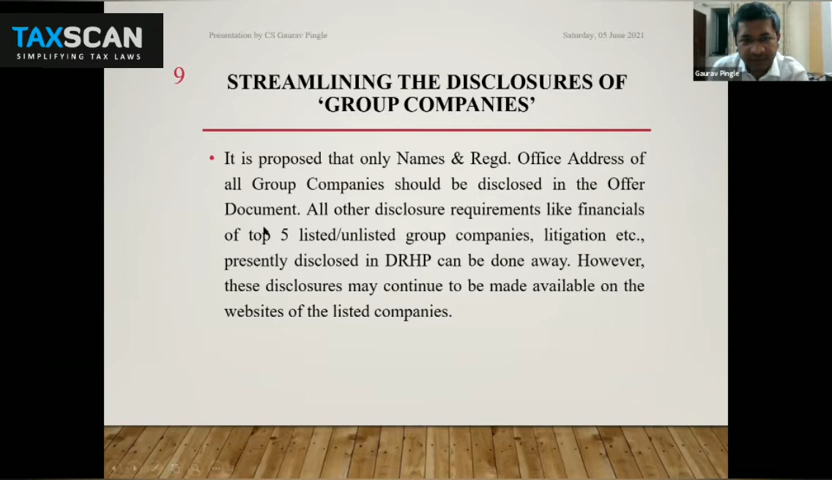 TAXSCAN
SIMPLIFYING TAX LAWS
Presentation by CS Gaurav Pingle
Saturday, 05 June 2021
Gaurav Pingle
9
STREAMLINING THE DISCLOSURES OF
‘GROUP COMPANIES’
• It is proposed that only Names & Regd. Office Address of
all Group Companies should be disclosed in the Offer
Document. All other disclosure requirements like financials
of top 5 listed/unlisted group companies, litigation etc.,
presently disclosed in DRHP can be done away. However,
these disclosures may continue to be made available on the
websites of the listed companies.